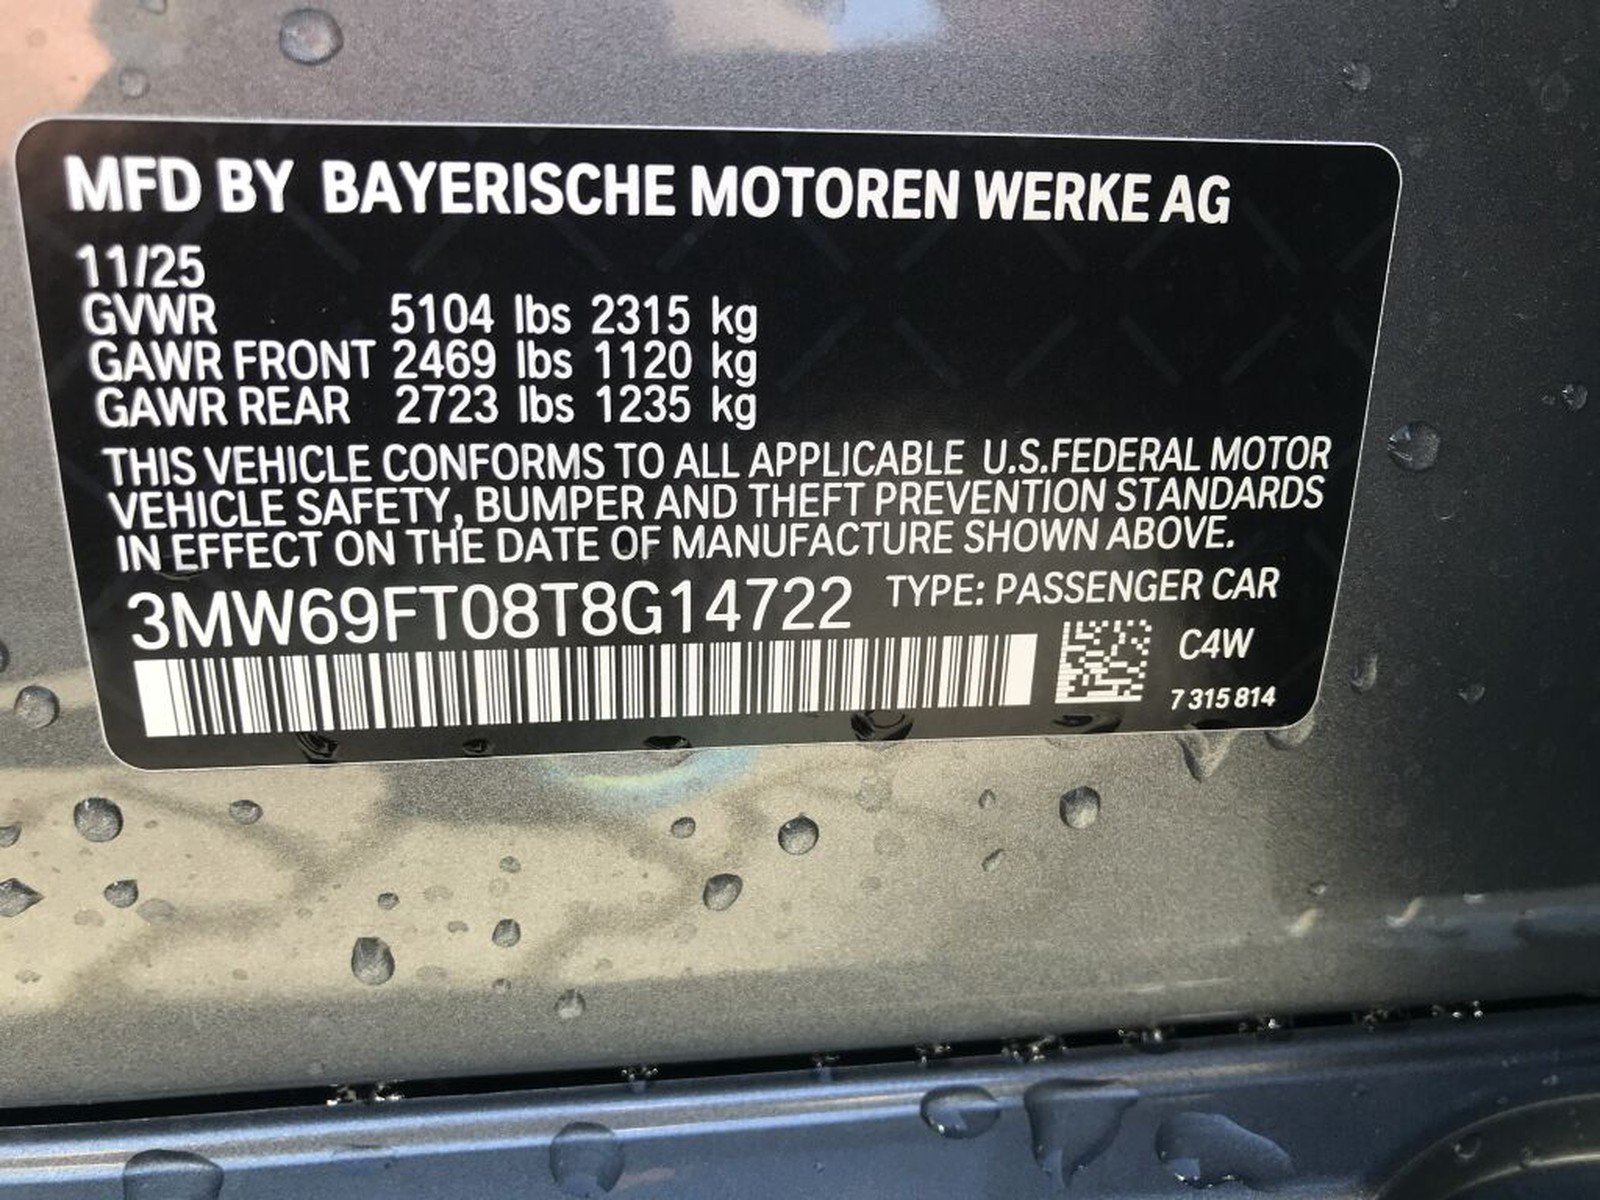 MFD BY BAYERISCHE MOTOREN WERKE AG
11/25
GVWR 5104 lbs 2315 kg
GAWR FRONT 2469 lbs 1120 kg
GAWR REAR 2723 lbs 1235 kg
THIS VEHICLE CONFORMS TO ALL APPLICABLE U.S.FEDERAL MOTOR
VEHICLE SAFETY, BUMPER AND THEFT PREVENTION STANDARDS
IN EFFECT ON THE DATE OF MANUFACTURE SHOWN ABOVE.
3MW69FT08T8G14722 TYPE: PASSENGER CAR
C4W
7 315 814